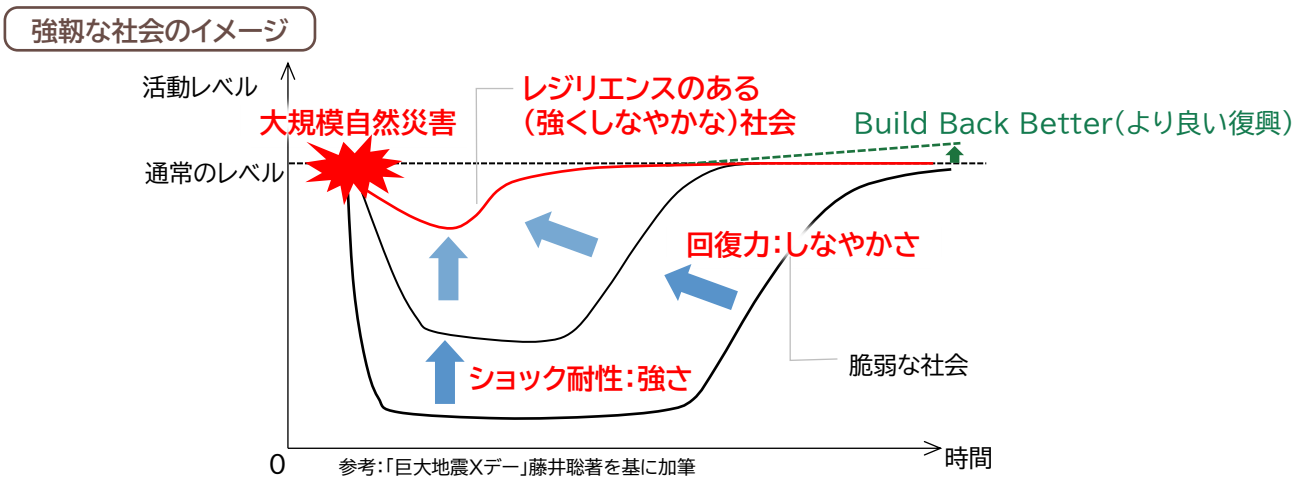 強靱な社会のイメージ
活動レベル
レジリエンスのある
(強くしなやかな)社会
大規模自然災害
Build Back Better(より良い復興)
通常のレベル
回復力:しなやかさ
脆弱な社会
ショック耐性:強さ
0
時間
参考:「巨大地震Xデー」藤井聡著を基に加筆